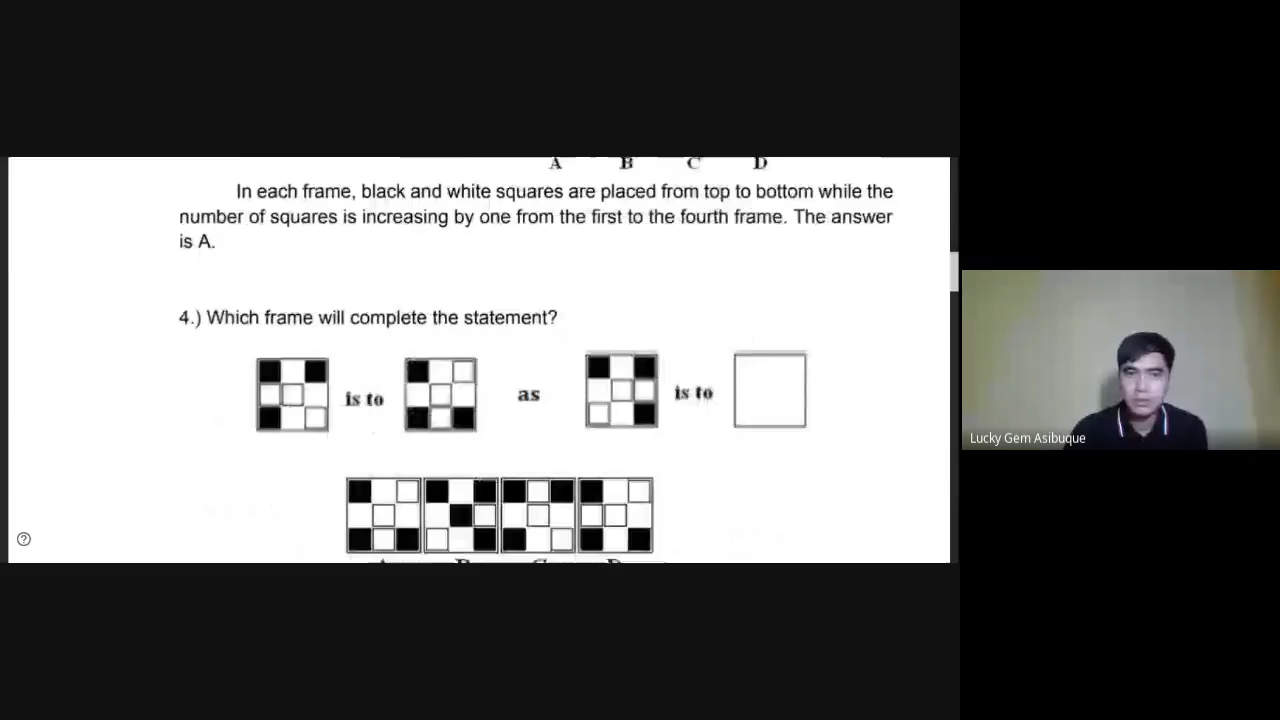 A B C D
In each frame, black and white squares are placed from top to bottom while the
number of squares is increasing by one from the first to the fourth frame. The answer
is A.
4.) Which frame will complete the statement?
is to as is to
A B C D
Lucky Gem Asibuque